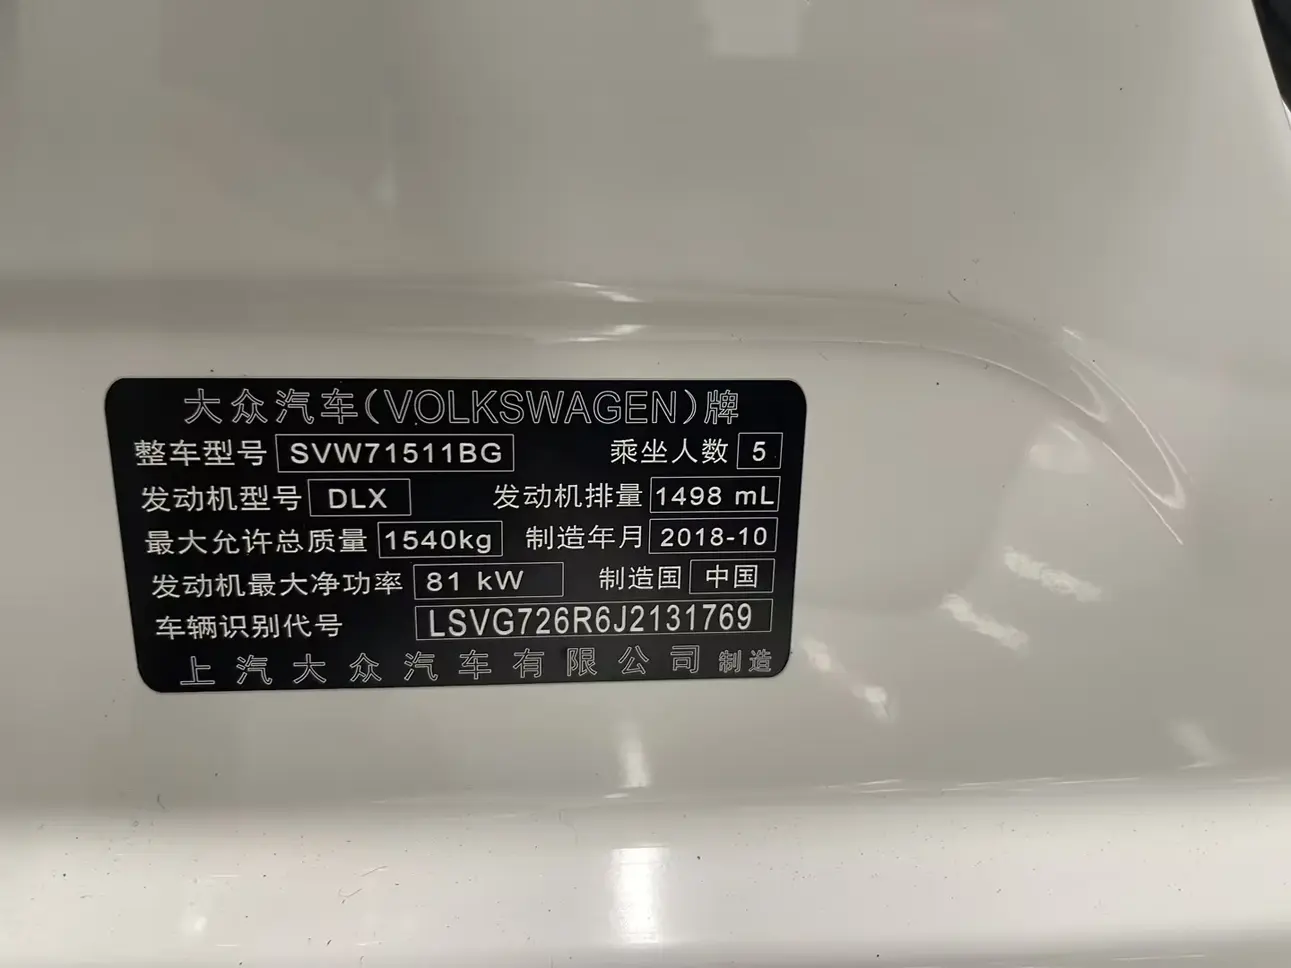 大众汽车(VOLKSWAGEN)牌
整车型号 SVW71511BG 乘坐人数 5
发动机型号 DLX 发动机排量 1498 mL
最大允许总质量 1540kg 制造年月 2018-10
发动机最大净功率 81 kW 制造国 中国
车辆识别代号 LSVG726R6J2131769
上汽大众汽车有限公司 制造